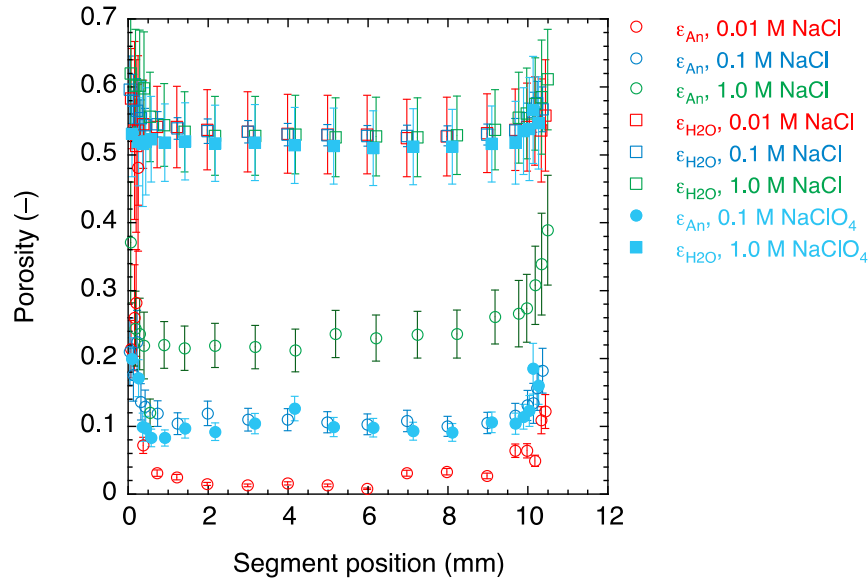 0.7
0.6
0.5
0.4
0.3
0.2
0.1
0
Porosity (–)
0 2 4 6 8 10 12
Segment position (mm)
εAn, 0.01 M NaCl
εAn, 0.1 M NaCl
εAn, 1.0 M NaCl
εH2O, 0.01 M NaCl
εH2O, 0.1 M NaCl
εH2O, 1.0 M NaCl
εAn, 0.1 M NaClO4
εH2O, 1.0 M NaClO4